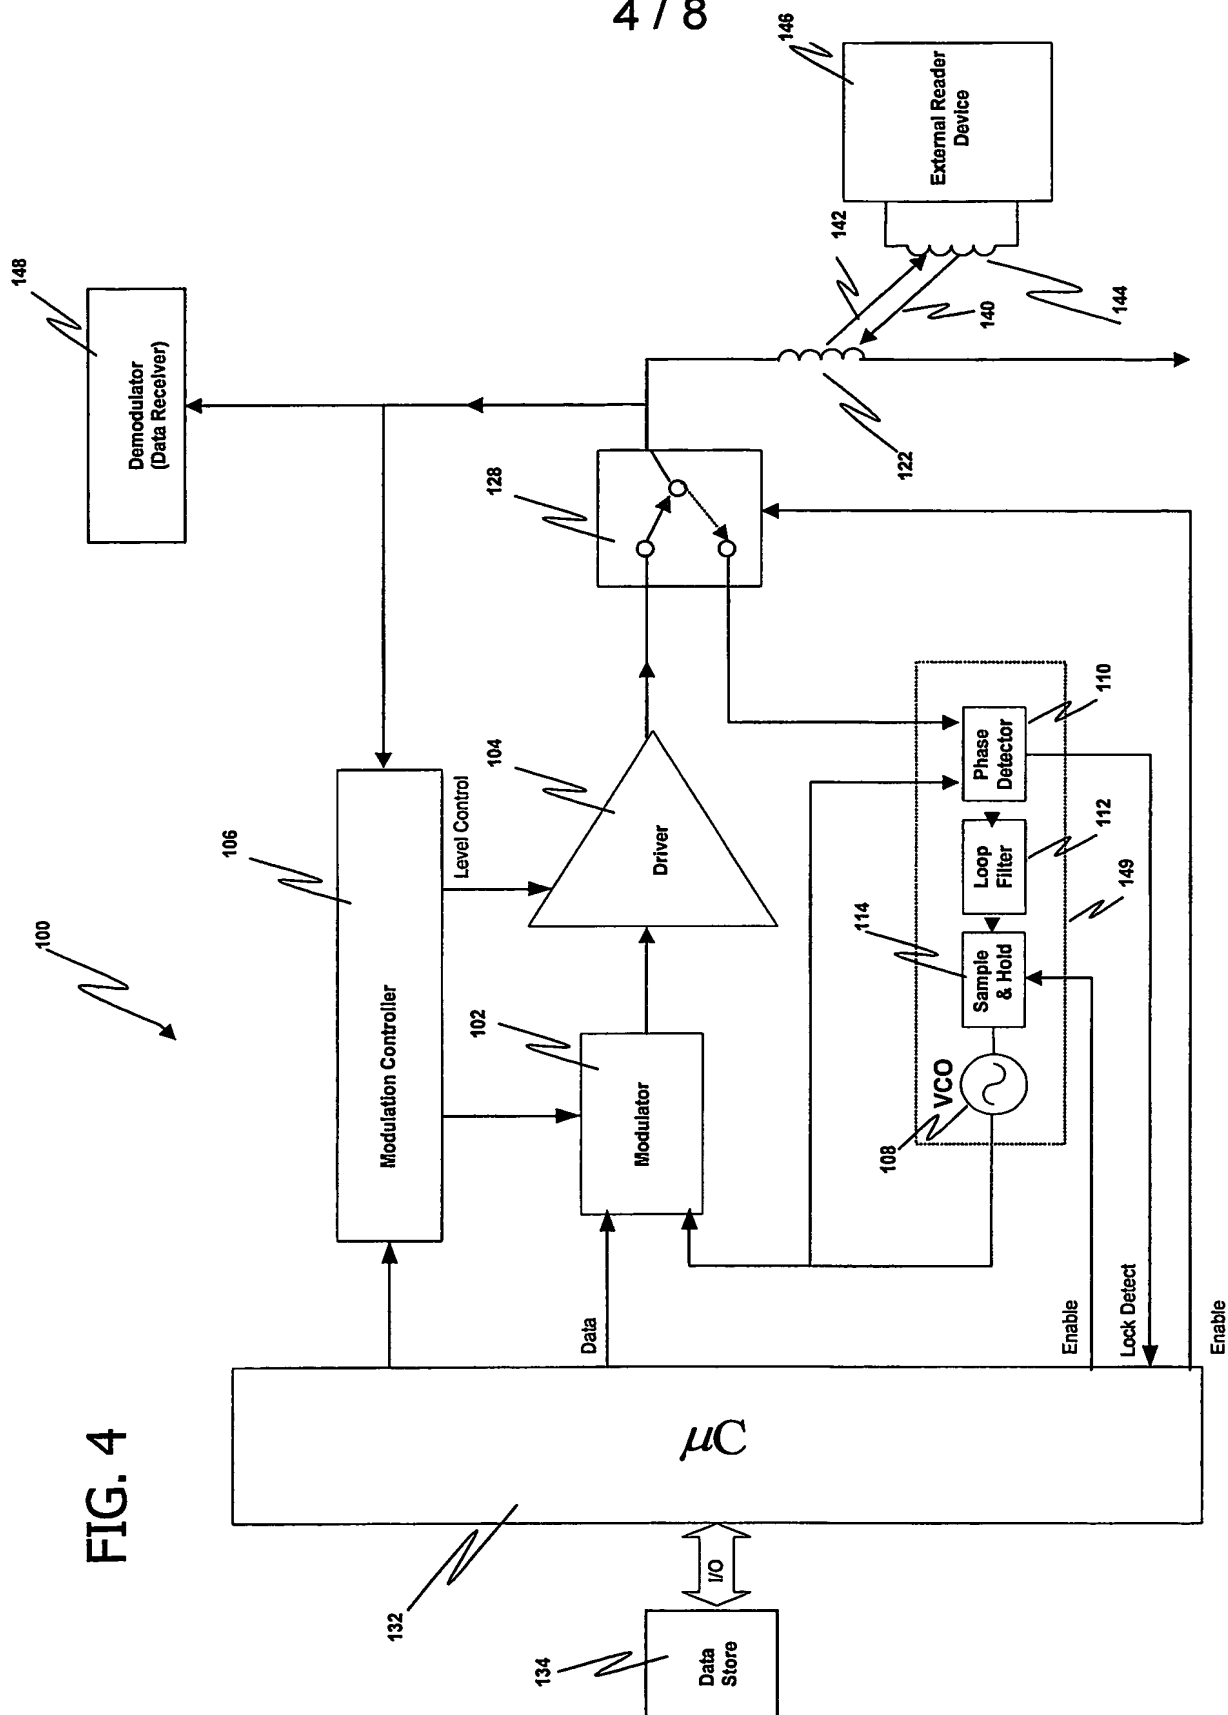 4 / 8
FIG. 4
100
148
Demodulator
(Data Receiver)
146
External Reader
Device
142
140
144
122
128
106
Modulation Controller
Level Control
104
Driver
102
Modulator
Data
110
Phase
Detector
112
Loop
Filter
149
114
Sample
& Hold
VCO
108
Enable
Lock Detect
Enable
μC
132
I/O
134
Data
Store